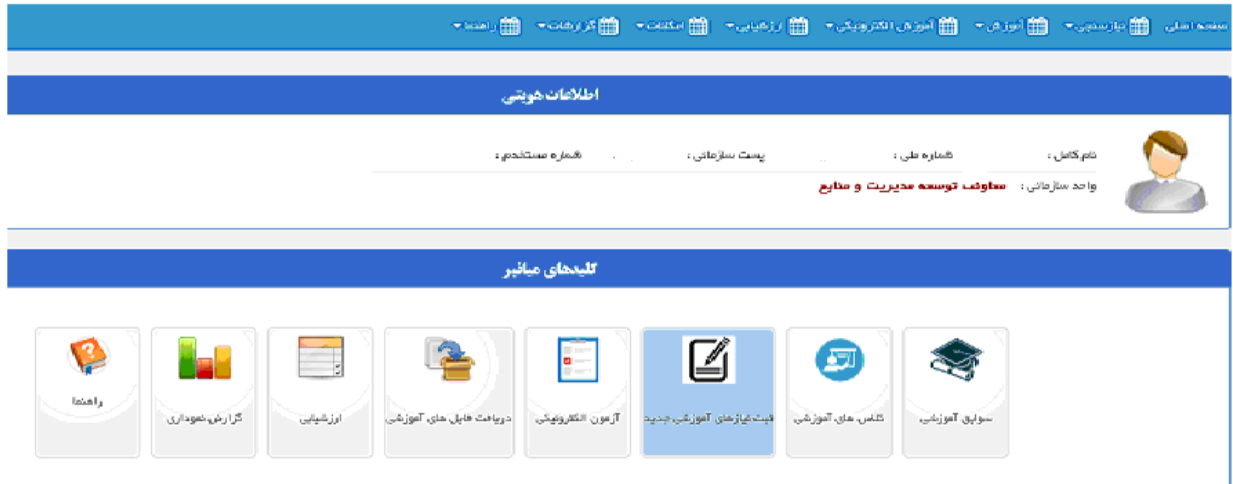 صفحه اصلی نیازسنجی آموزش آموزش الکترونیکی ارزشیابی امکانات گزارشات راهنما
اطلاعات هویتی
نام کامل : شماره ملی : پست سازمانی : شماره مستخدم :
واحد سازمانی : معاونت توسعه مدیریت و منابع
کلیدهای میانبر
سوابق آموزشی
کلاس های آموزشی
ثبت نیازهای آموزشی جدید
آزمون الکترونیکی
دریافت فایل های آموزشی
ارزشیابی
گزارش نموداری
راهنما